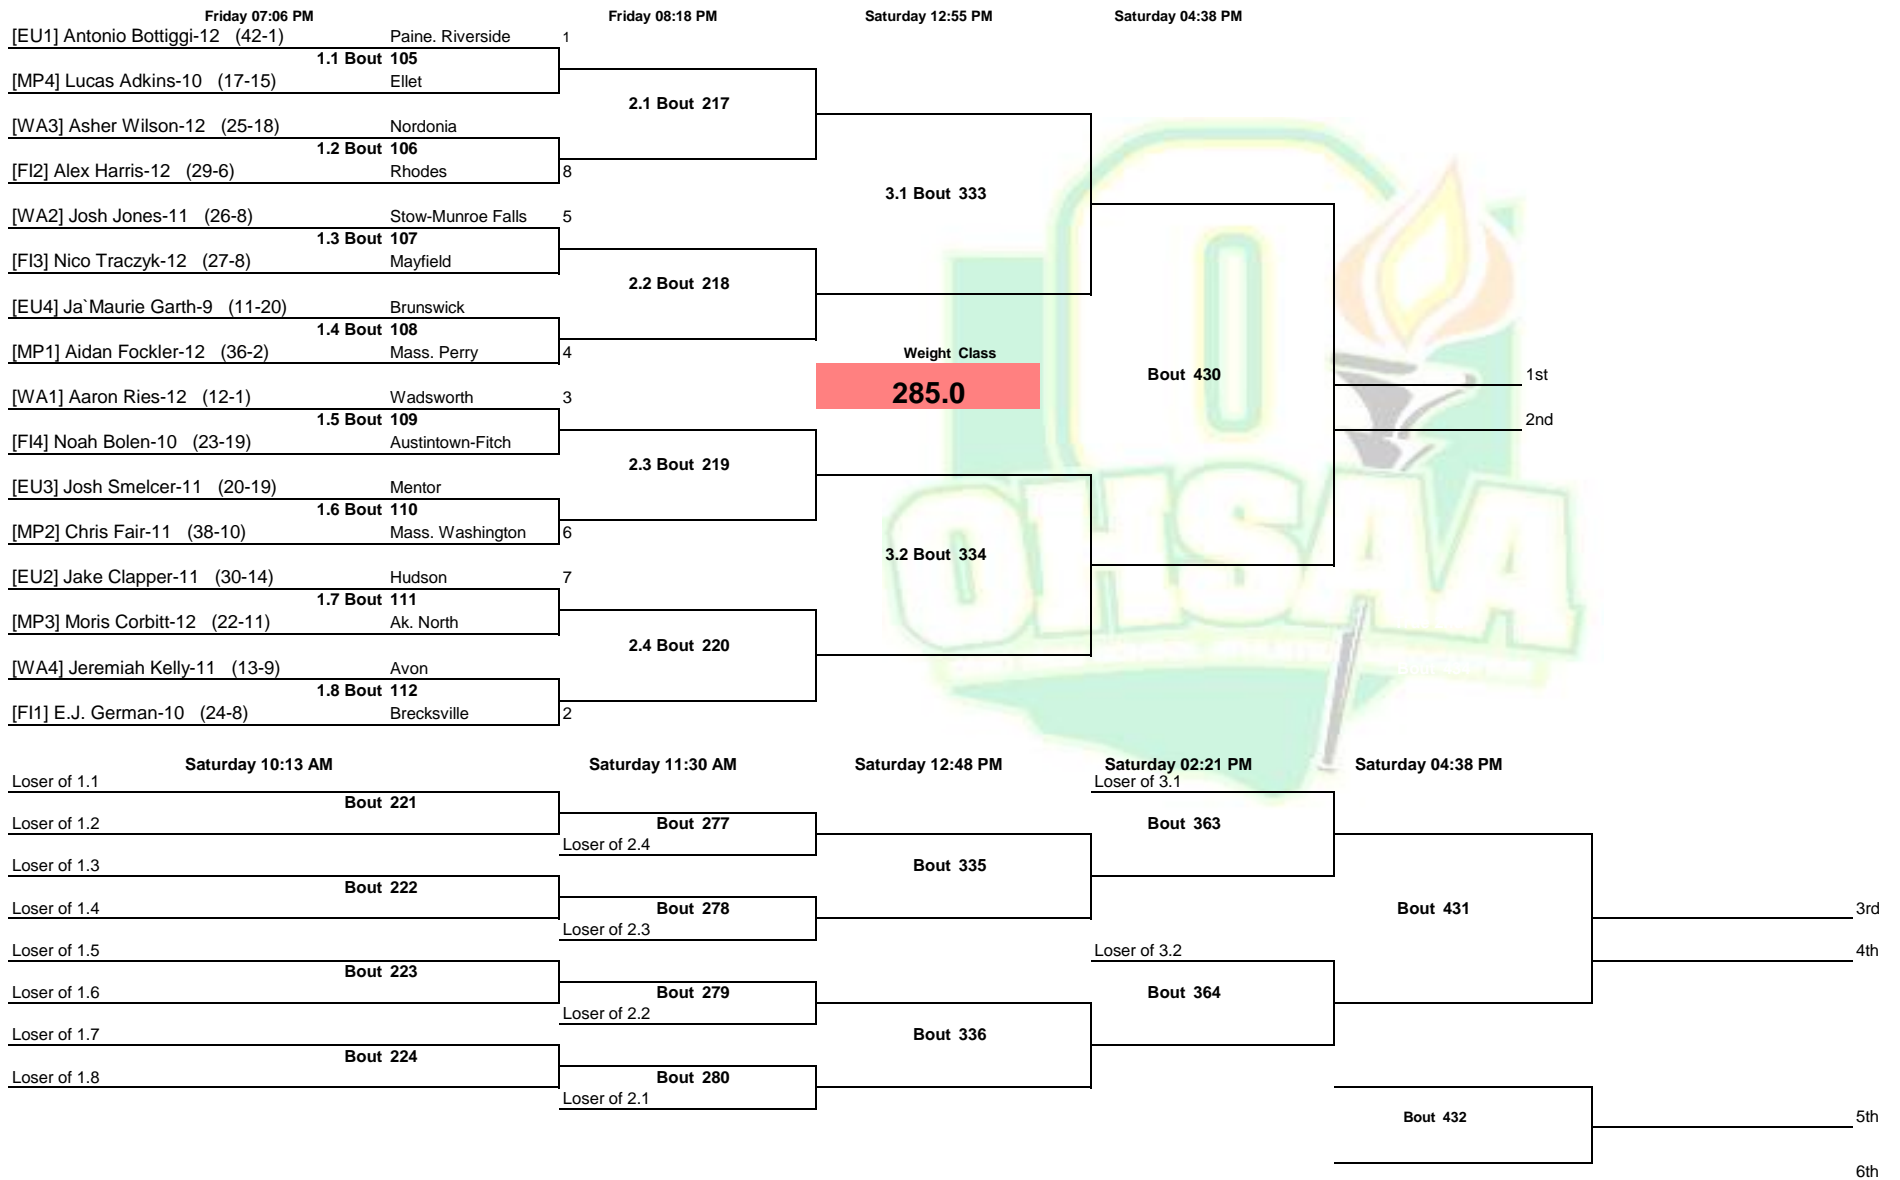 Friday 07:06 PM Friday 08:18 PM Saturday 12:55 PM Saturday 04:38 PM
[EU1] Antonio Bottiggi-12 (42-1) Paine. Riverside 1
1.1 Bout 105
[MP4] Lucas Adkins-10 (17-15) Ellet
2.1 Bout 217
[WA3] Asher Wilson-12 (25-18) Nordonia
1.2 Bout 106
[FI2] Alex Harris-12 (29-6) Rhodes 8
3.1 Bout 333
[WA2] Josh Jones-11 (26-8) Stow-Munroe Falls 5
1.3 Bout 107
[FI3] Nico Traczyk-12 (27-8) Mayfield
2.2 Bout 218
[EU4] Ja`Maurie Garth-9 (11-20) Brunswick
1.4 Bout 108
[MP1] Aidan Fockler-12 (36-2) Mass. Perry 4
Weight Class
Bout 430 1st
285.0
[WA1] Aaron Ries-12 (12-1) Wadsworth 3
1.5 Bout 109 2nd
[FI4] Noah Bolen-10 (23-19) Austintown-Fitch
2.3 Bout 219
[EU3] Josh Smelcer-11 (20-19) Mentor
1.6 Bout 110
[MP2] Chris Fair-11 (38-10) Mass. Washington 6
3.2 Bout 334
OHSAA
[EU2] Jake Clapper-11 (30-14) Hudson 7
1.7 Bout 111
[MP3] Moris Corbitt-12 (22-11) Ak. North
2.4 Bout 220
[WA4] Jeremiah Kelly-11 (13-9) Avon
1.8 Bout 112
[FI1] E.J. German-10 (24-8) Brecksville 2
Saturday 10:13 AM Saturday 11:30 AM Saturday 12:48 PM Saturday 02:21 PM Saturday 04:38 PM
Loser of 1.1 Loser of 3.1
Bout 221
Loser of 1.2 Bout 277 Bout 363
Loser of 2.4
Loser of 1.3 Bout 335
Bout 222
Loser of 1.4 Bout 278 Bout 431 3rd
Loser of 2.3
Loser of 1.5 Loser of 3.2 4th
Bout 223
Loser of 1.6 Bout 279 Bout 364
Loser of 2.2
Loser of 1.7 Bout 336
Bout 224
Loser of 1.8 Bout 280
Loser of 2.1
Bout 432 5th
6th